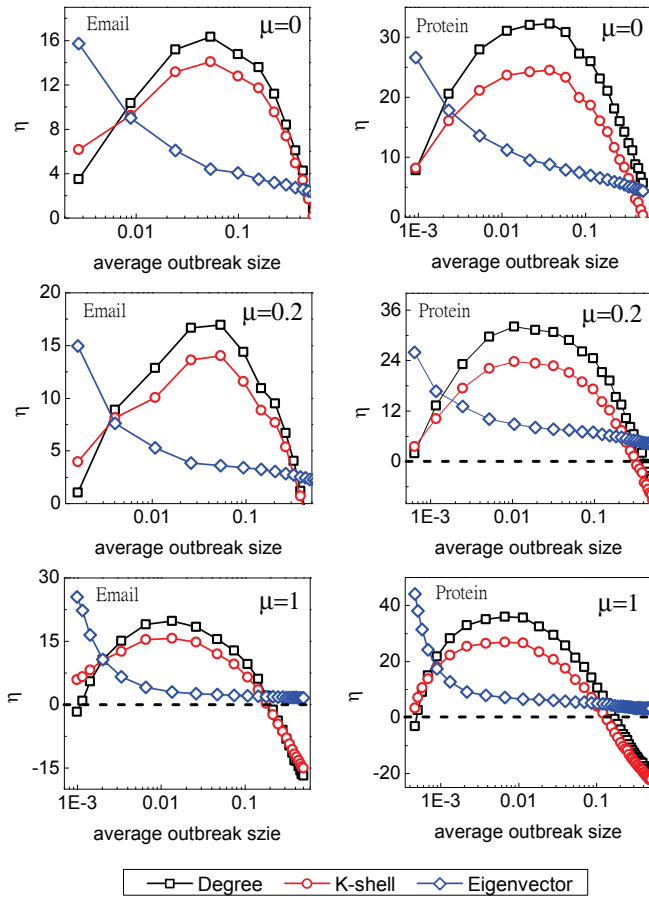 Email μ=0
16
12
8
4
0
η
0.01 0.1
average outbreak size
Protein μ=0
30
20
10
0
η
1E-3 0.01 0.1
average outbreak size
Email μ=0.2
20
15
10
5
0
η
0.01 0.1
average outbreak size
Protein μ=0.2
36
24
12
0
η
1E-3 0.01 0.1
average outbreak size
Email μ=1
30
15
0
-15
η
1E-3 0.01 0.1
average outbreak szie
Protein μ=1
40
20
0
-20
η
1E-3 0.01 0.1
average outbreak size
Degree K-shell Eigenvector